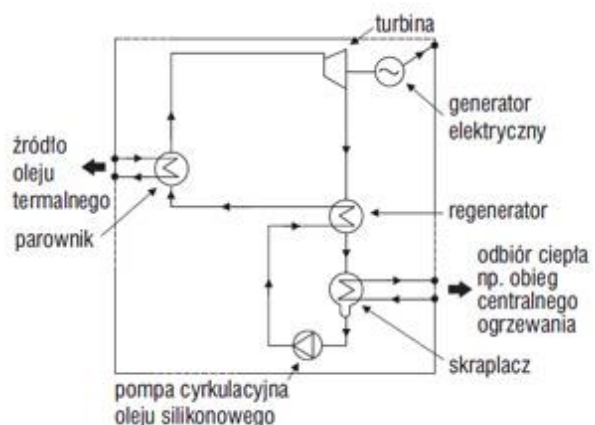 turbina
generator
elektryczny
źródło
oleju
termalnego
parownik
regenerator
odbiór ciepła
np. obieg
centralnego
ogrzewania
skraplacz
pompa cyrkulacyjna
oleju silikonowego